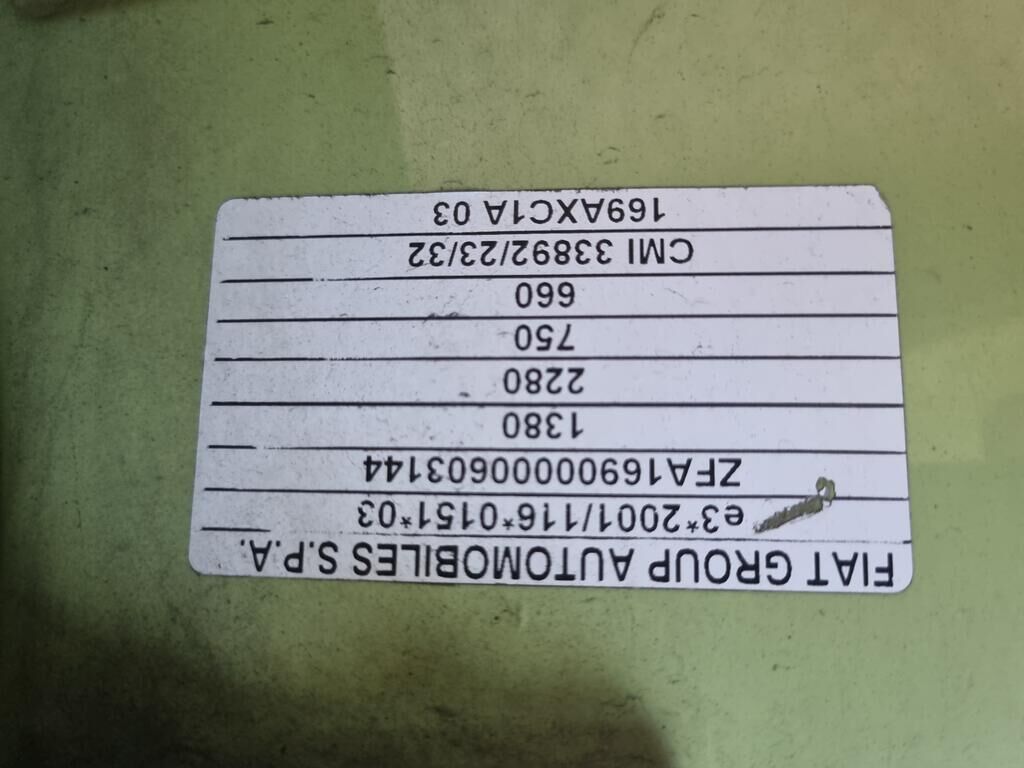 FIAT GROUP AUTOMOBILES S.P.A.
e3*2001/116*0151*03
ZFA16900000603144
1380
2280
750
660
CMI 33892/23/32
169AXC1A 03